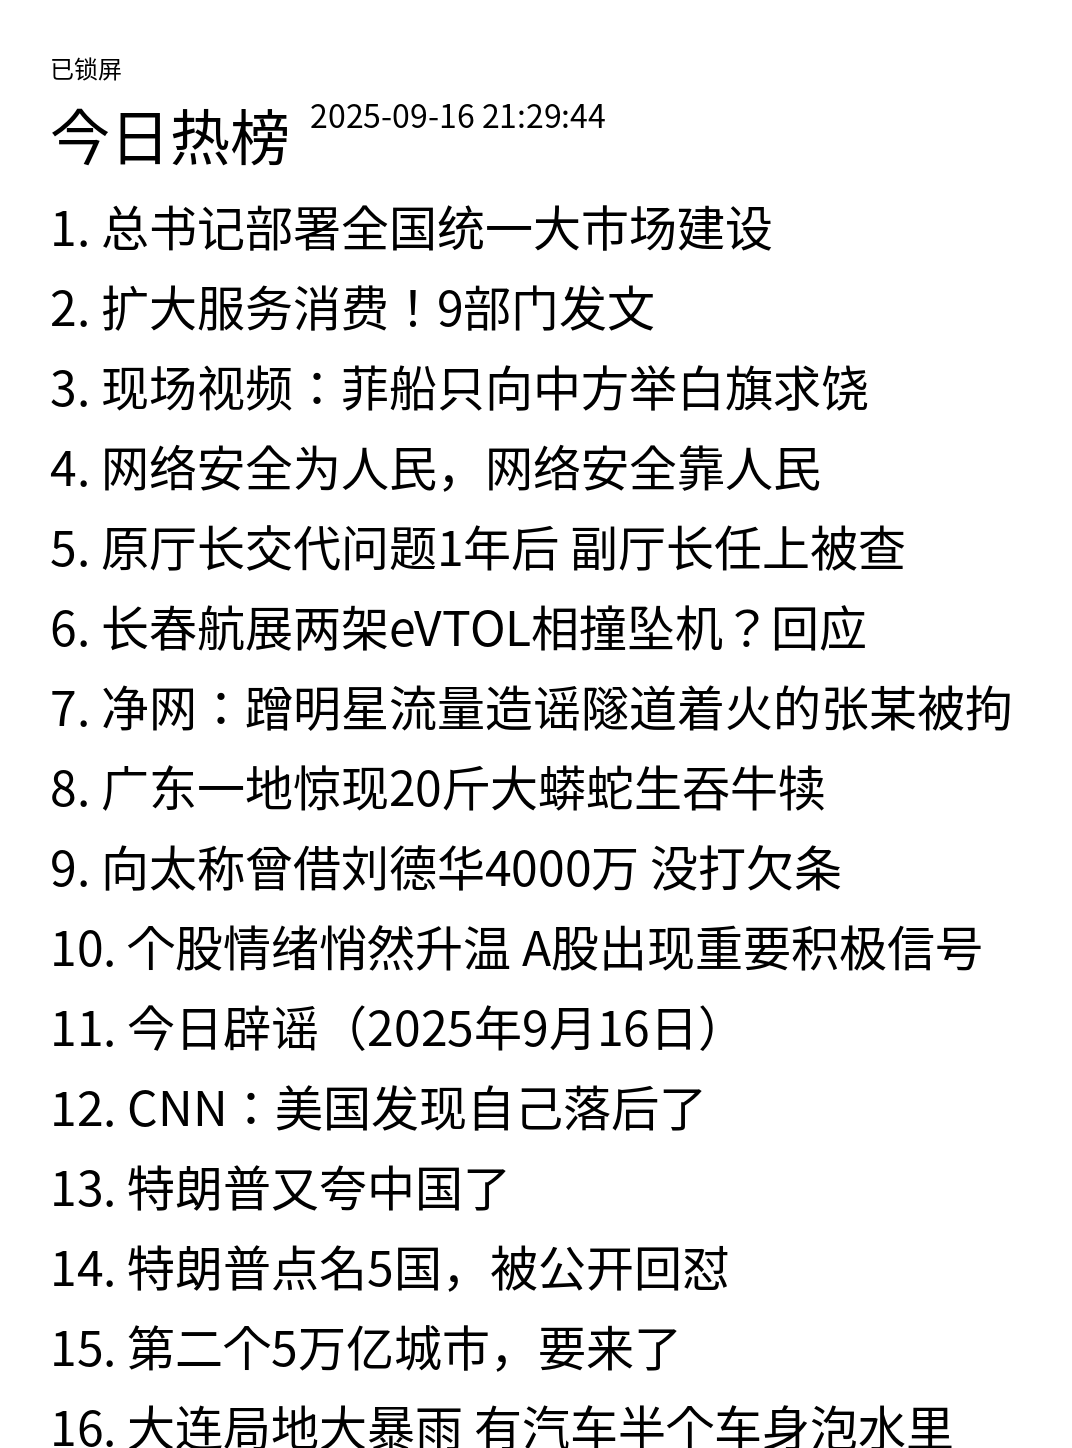 已锁屏
今日热榜 2025-09-16 21:29:44
1. 总书记部署全国统一大市场建设
2. 扩大服务消费！9部门发文
3. 现场视频：菲船只向中方举白旗求饶
4. 网络安全为人民，网络安全靠人民
5. 原厅长交代问题1年后 副厅长任上被查
6. 长春航展两架eVTOL相撞坠机？回应
7. 净网：蹭明星流量造谣隧道着火的张某被拘
8. 广东一地惊现20斤大蟒蛇生吞牛犊
9. 向太称曾借刘德华4000万 没打欠条
10. 个股情绪悄然升温 A股出现重要积极信号
11. 今日辟谣（2025年9月16日）
12. CNN：美国发现自己落后了
13. 特朗普又夸中国了
14. 特朗普点名5国，被公开回怼
15. 第二个5万亿城市，要来了
16. 大连局地大暴雨 有汽车半个车身泡水里